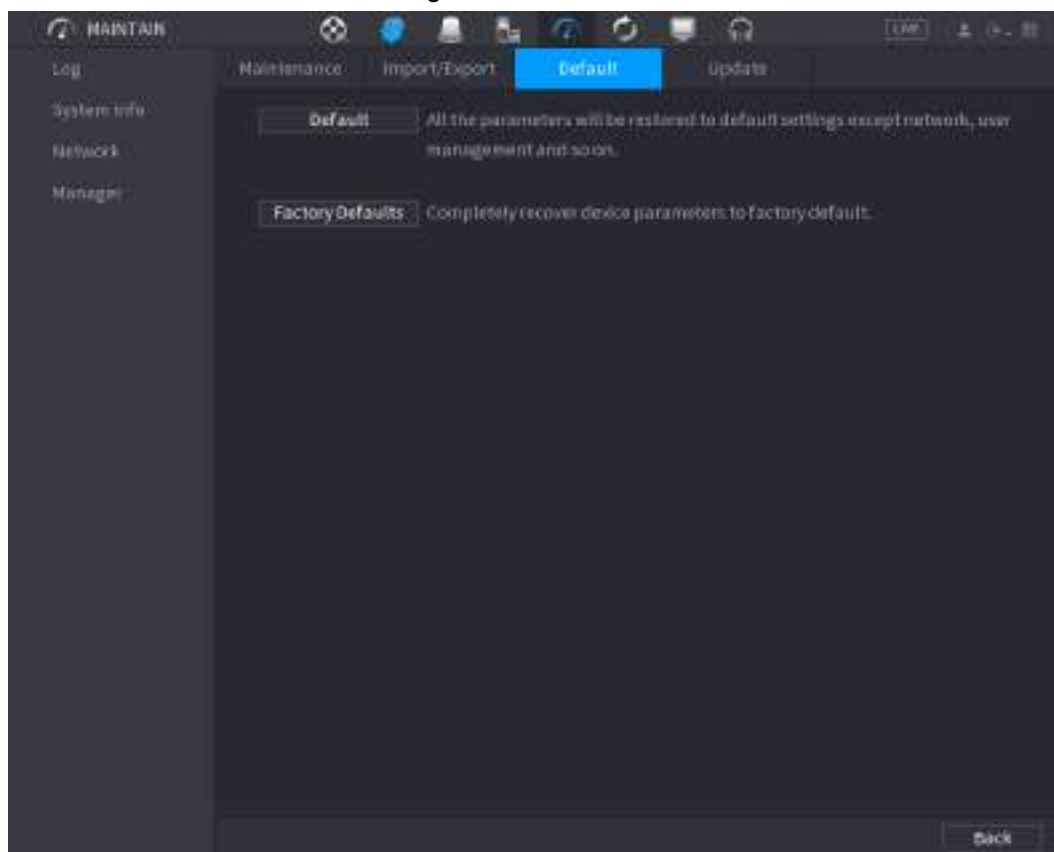 MAINTAIN
LIVE
Log
System Info
Network
Manager
Maintenance Import/Export Default Update
Default All the parameters will be restored to default settings except network, user
management and so on.
Factory Defaults Completely recover device parameters to factory default.
Back